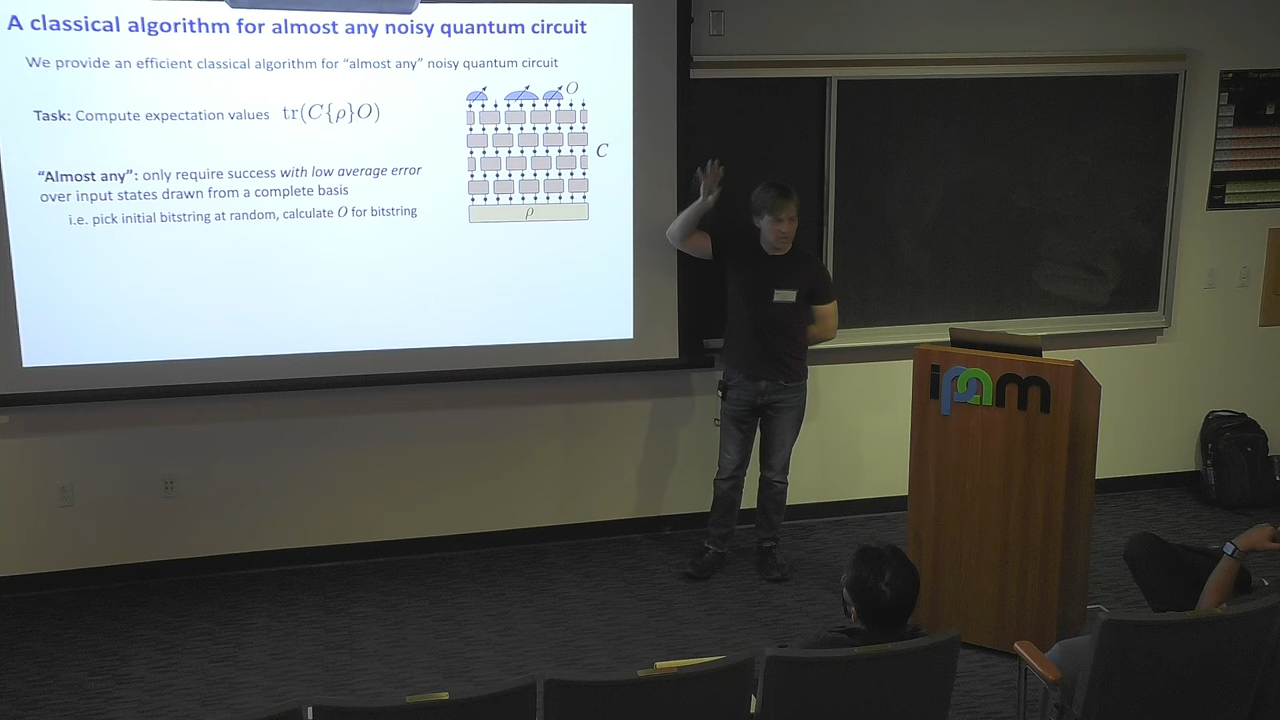 A classical algorithm for almost any noisy quantum circuit
We provide an efficient classical algorithm for “almost any” noisy quantum circuit
Task: Compute expectation values tr(C{ρ}O)
O
C
“Almost any”: only require success with low average error
over input states drawn from a complete basis
i.e. pick initial bitstring at random, calculate O for bitstring
ρ
ipam